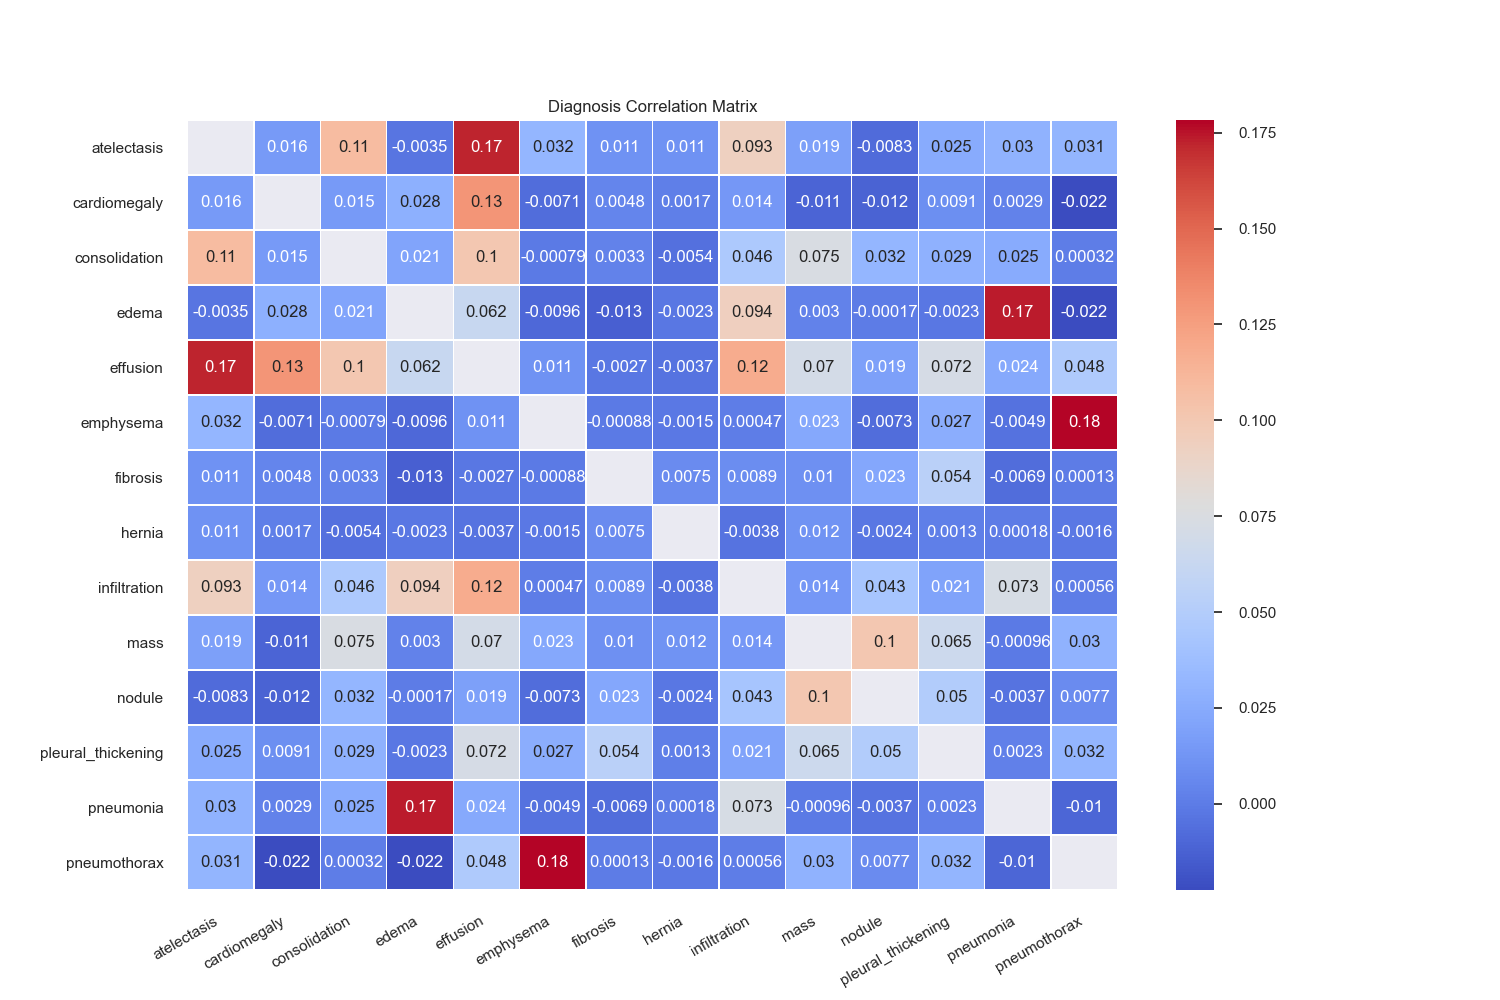 Diagnosis Correlation Matrix
atelectasis 0.016 0.11 -0.0035 0.17 0.032 0.011 0.011 0.093 0.019 -0.0083 0.025 0.03 0.031
cardiomegaly 0.016 0.015 0.028 0.13 -0.0071 0.0048 0.0017 0.014 -0.011 -0.012 0.0091 0.0029 -0.022
consolidation 0.11 0.015 0.021 0.1 -0.00079 0.0033 -0.0054 0.046 0.075 0.032 0.029 0.025 0.00032
edema -0.0035 0.028 0.021 0.062 -0.0096 -0.013 -0.0023 0.094 0.003 -0.00017 -0.0023 0.17 -0.022
effusion 0.17 0.13 0.1 0.062 0.011 -0.0027 -0.0037 0.12 0.07 0.019 0.072 0.024 0.048
emphysema 0.032 -0.0071 -0.00079 -0.0096 0.011 -0.00088 -0.0015 0.00047 0.023 -0.0073 0.027 -0.0049 0.18
fibrosis 0.011 0.0048 0.0033 -0.013 -0.0027 -0.00088 0.0075 0.0089 0.01 0.023 0.054 -0.0069 0.00013
hernia 0.011 0.0017 -0.0054 -0.0023 -0.0037 -0.0015 0.0075 -0.0038 0.012 -0.0024 0.0013 0.00018 -0.0016
infiltration 0.093 0.014 0.046 0.094 0.12 0.00047 0.0089 -0.0038 0.014 0.043 0.021 0.073 0.00056
mass 0.019 -0.011 0.075 0.003 0.07 0.023 0.01 0.012 0.014 0.1 0.065 -0.00096 0.03
nodule -0.0083 -0.012 0.032 -0.00017 0.019 -0.0073 0.023 -0.0024 0.043 0.1 0.05 -0.0037 0.0077
pleural_thickening 0.025 0.0091 0.029 -0.0023 0.072 0.027 0.054 0.0013 0.021 0.065 0.05 0.0023 0.032
pneumonia 0.03 0.0029 0.025 0.17 0.024 -0.0049 -0.0069 0.00018 0.073 -0.00096 -0.0037 0.0023 -0.01
pneumothorax 0.031 -0.022 0.00032 -0.022 0.048 0.18 0.00013 -0.0016 0.00056 0.03 0.0077 0.032 -0.01
atelectasis cardiomegaly consolidation edema effusion emphysema fibrosis hernia infiltration mass nodule pleural_thickening pneumonia pneumothorax
0.175
0.150
0.125
0.100
0.075
0.050
0.025
0.000